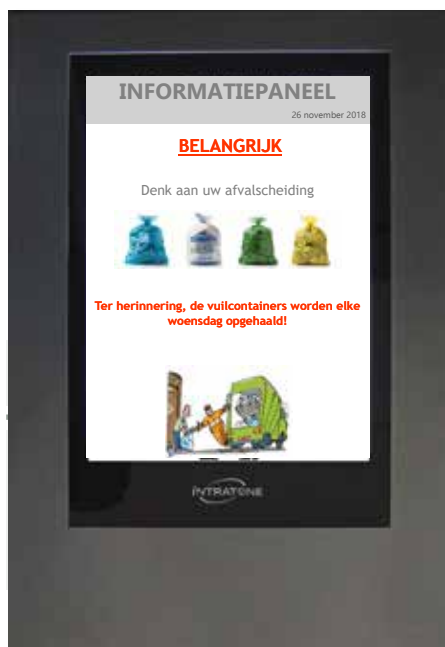 INFORMATIEPANEEL
26 november 2018
BELANGRIJK
Denk aan uw afvalscheiding
Ter herinnering, de vuilcontainers worden elke
woensdag opgehaald!
INTRATONE